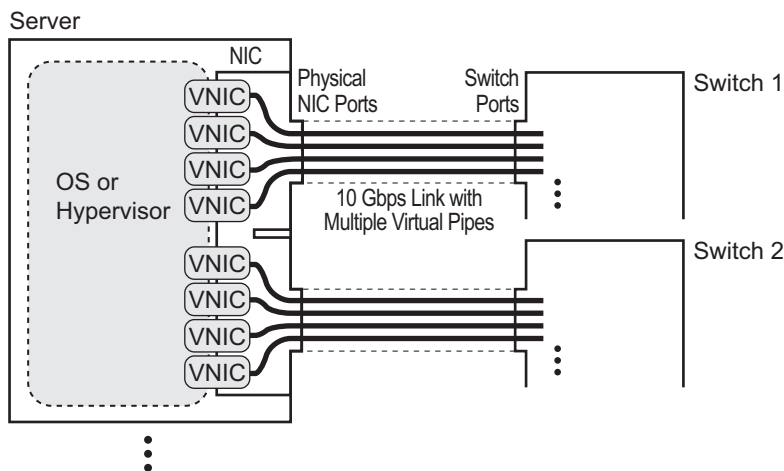 Server
NIC
Physical
NIC Ports
Switch
Ports
Switch 1
VNIC
VNIC
VNIC
VNIC
OS or
Hypervisor
10 Gbps Link with
Multiple Virtual Pipes
Switch 2
VNIC
VNIC
VNIC
VNIC